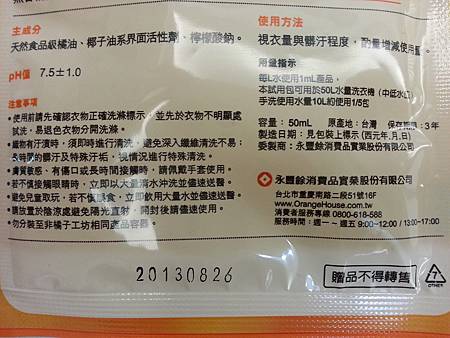 主成分
天然食品級橘油、椰子油系界面活性劑、檸檬酸鈉。
pH值 7.5±1.0
注意事項
•使用前請先確認衣物正確洗滌標示，並先於衣物不明顯處
試洗，易退色衣物分開洗滌。
•織物有汙漬時，須即時進行清洗，避免深入纖維清洗不易；
長時間的髒汙及特殊汙垢，視情況進行特殊清洗。
•膚質敏感，有傷口或長時間接觸時，請佩戴手套使用。
•若不慎接觸眼睛時，立即以大量清水沖洗並儘速送醫。
•避免兒童取玩，若不慎誤食，立即飲用大量水並儘速送醫。
•請放置於陰涼處避免陽光直射，開封後請儘速使用。
•勿分裝至非橘子工坊相同產品容器。
20130826
使用方法
視衣量與髒汙程度，酌量增減使用量。
用量指示
每L水使用1mL產品，
本試用包可用於50L水量洗衣機（中低水位）
手洗使用水量10L約使用1/5包
容量：50mL 原產地：台灣 保存期限：3年
製造日期：見包裝上標示（西元年.月.日）
委製商：永豐餘消費品實業股份有限公司
永豐餘消費品實業股份有限公司
台北市重慶南路二段51號16F
www.OrangeHouse.com.tw
消費者服務專線 0800-618-588
服務時間：週一～週五 9:00~12:00 / 13:00~17:00
贈品不得轉售
7
OTHER